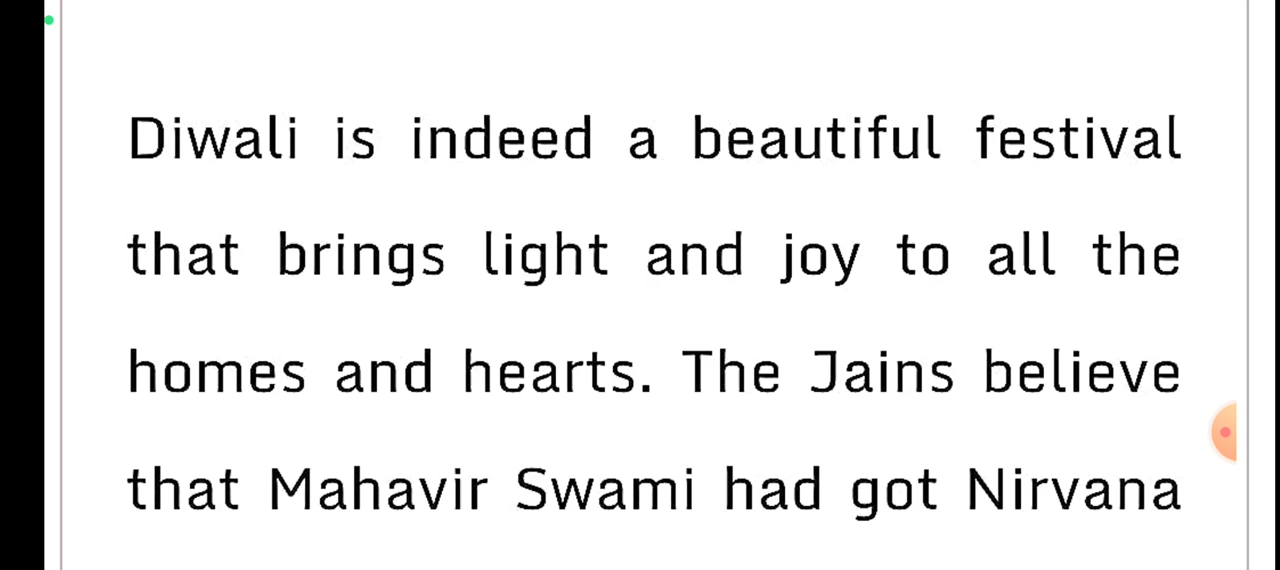 Diwali is indeed a beautiful festival
that brings light and joy to all the
homes and hearts. The Jains believe
that Mahavir Swami had got Nirvana